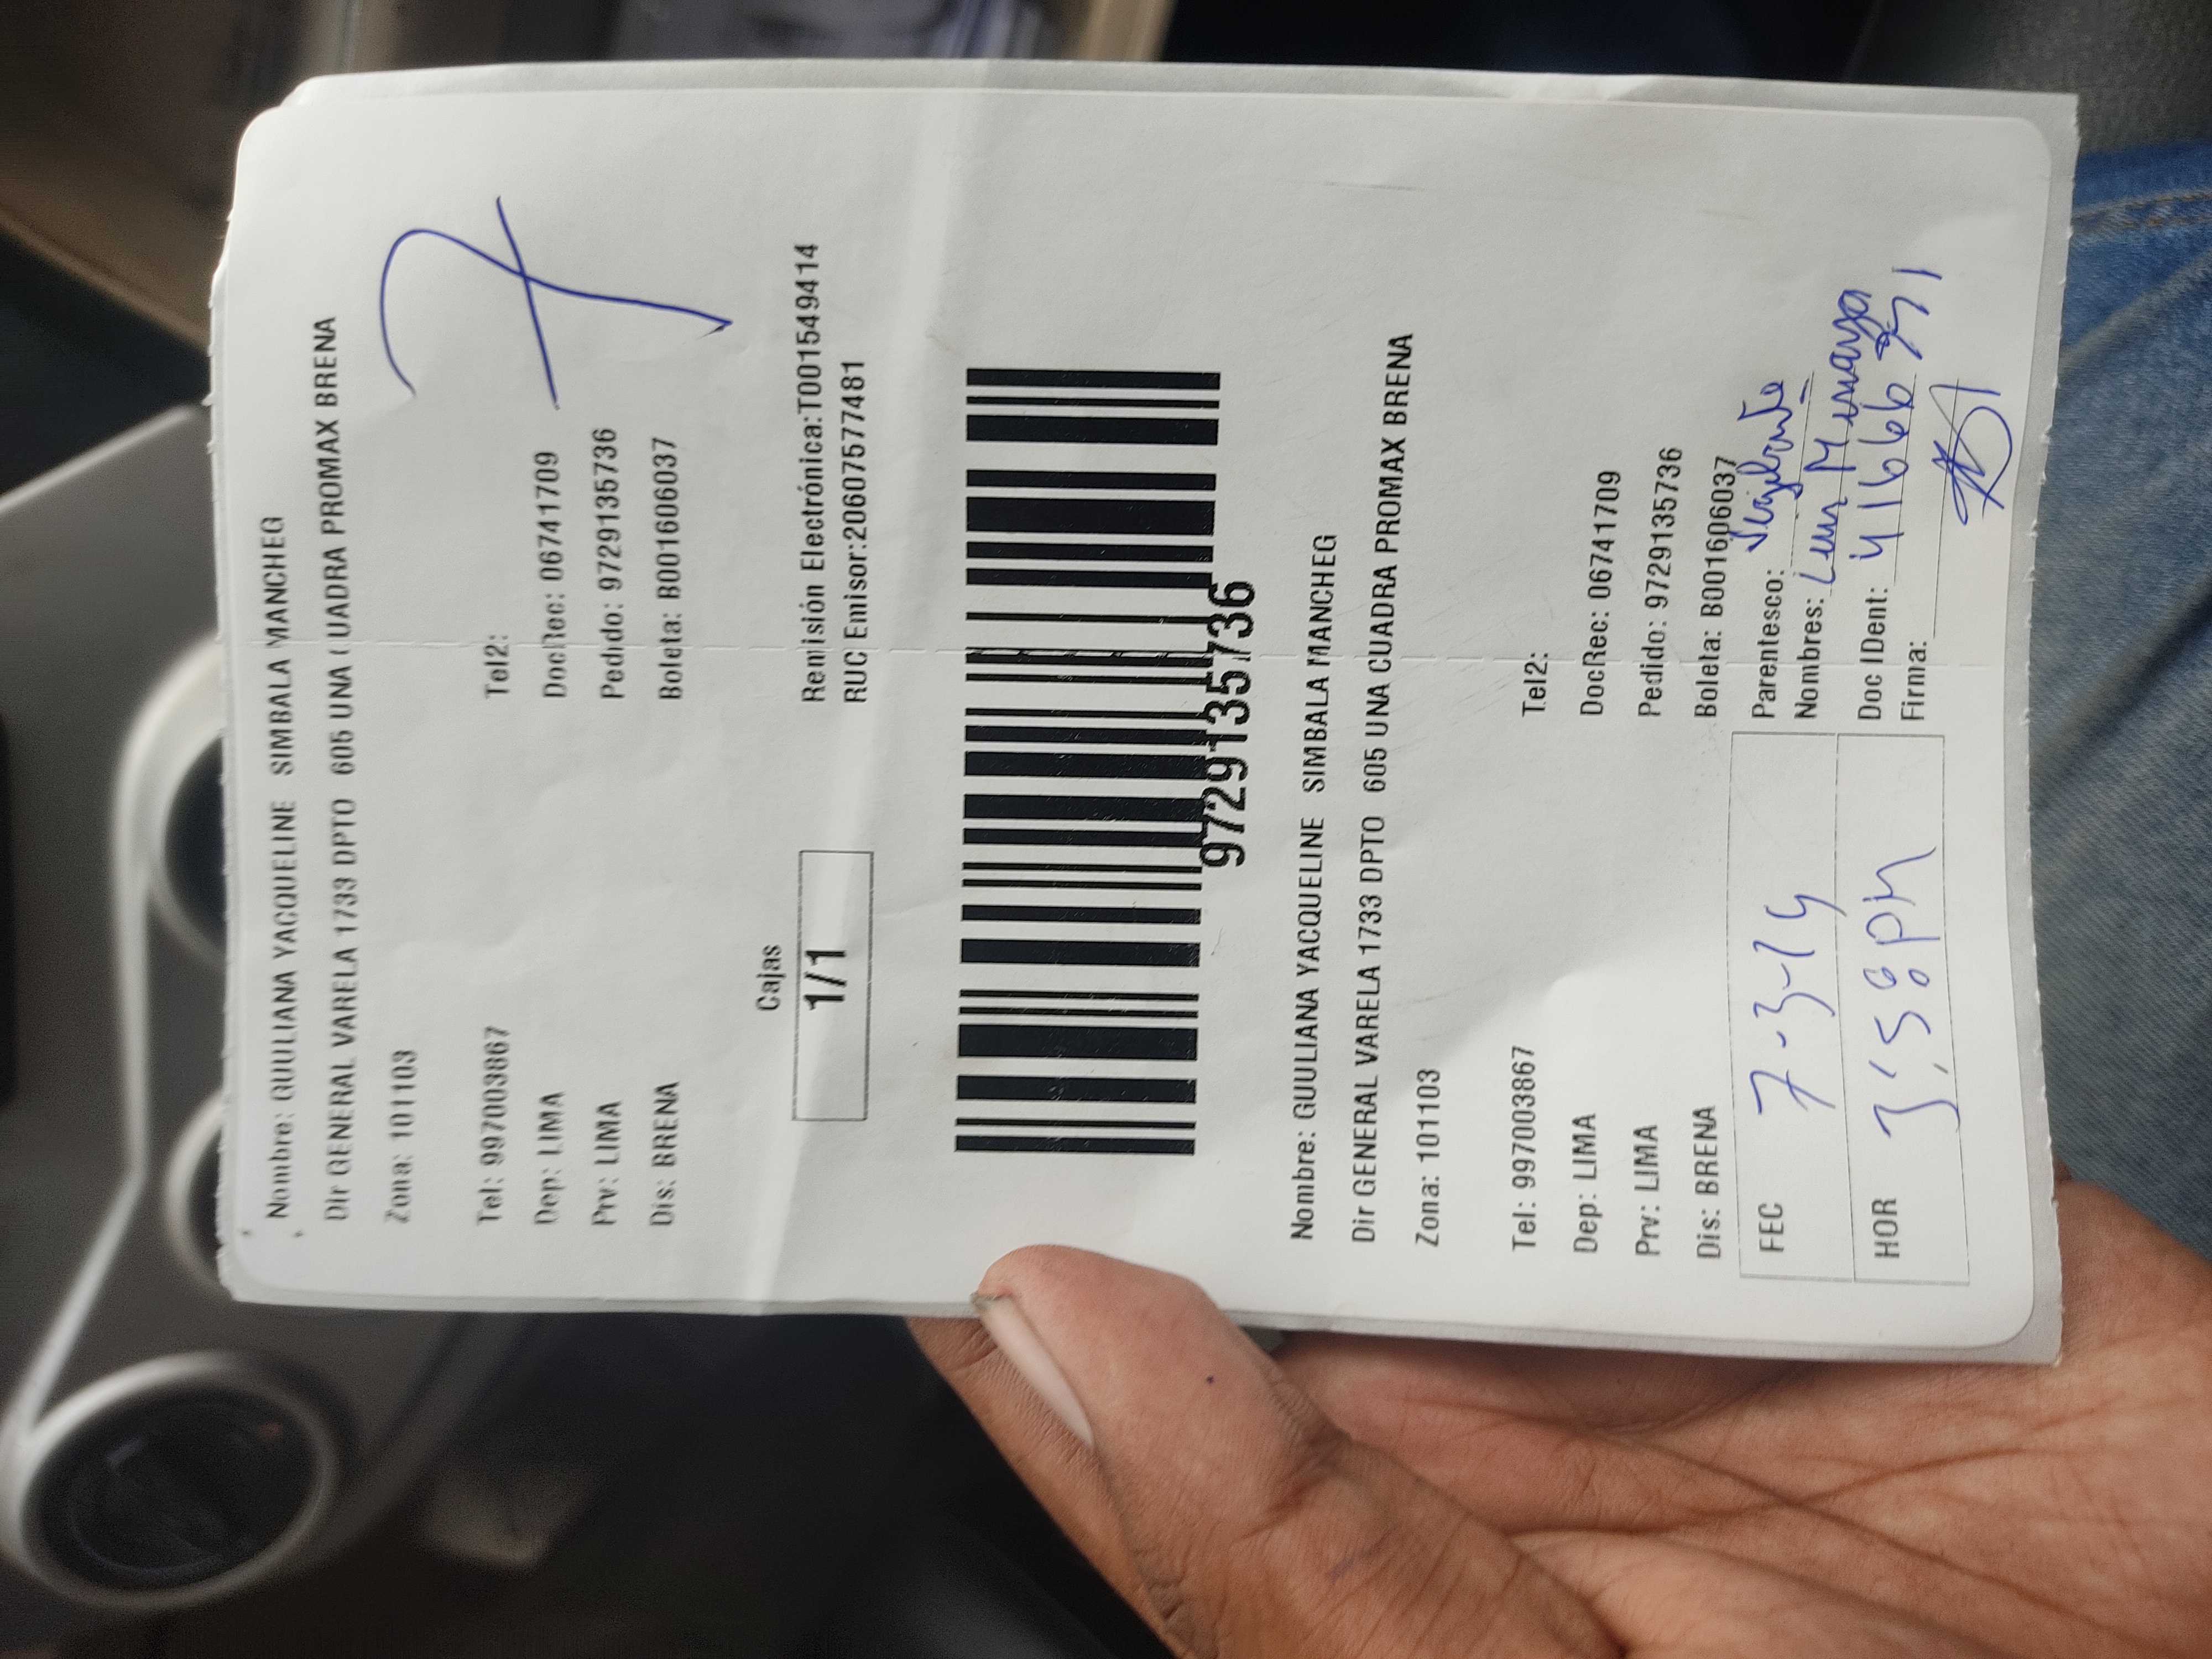 Nombre: GUULIANA YACQUELINE SIMBALA MANCHEG
Dir GENERAL VARELA 1733 DPTO 605 UNA CUADRA PROMAX BRENA
Zona: 101103
Tel: 997003867 Tel2:
Dep: LIMA DocRec: 06741709
Prv: LIMA Pedido: 9729135736
Dis: BRENA Boleta: B001606037
7
Cajas
1/1
Remisión Electrónica:T001549414
RUC Emisor:20607577481
9729135736
Nombre: GUULIANA YACQUELINE SIMBALA MANCHEG
Dir GENERAL VARELA 1733 DPTO 605 UNA CUADRA PROMAX BRENA
Zona: 101103
Tel: 997003867 Tel2:
Dep: LIMA DocRec: 06741709
Prv: LIMA Pedido: 9729135736
Dis: BRENA Boleta: B001606037
FEC 7-3-
Parentesco:
Nombres:
HOR
Doc IDent:
Firma: